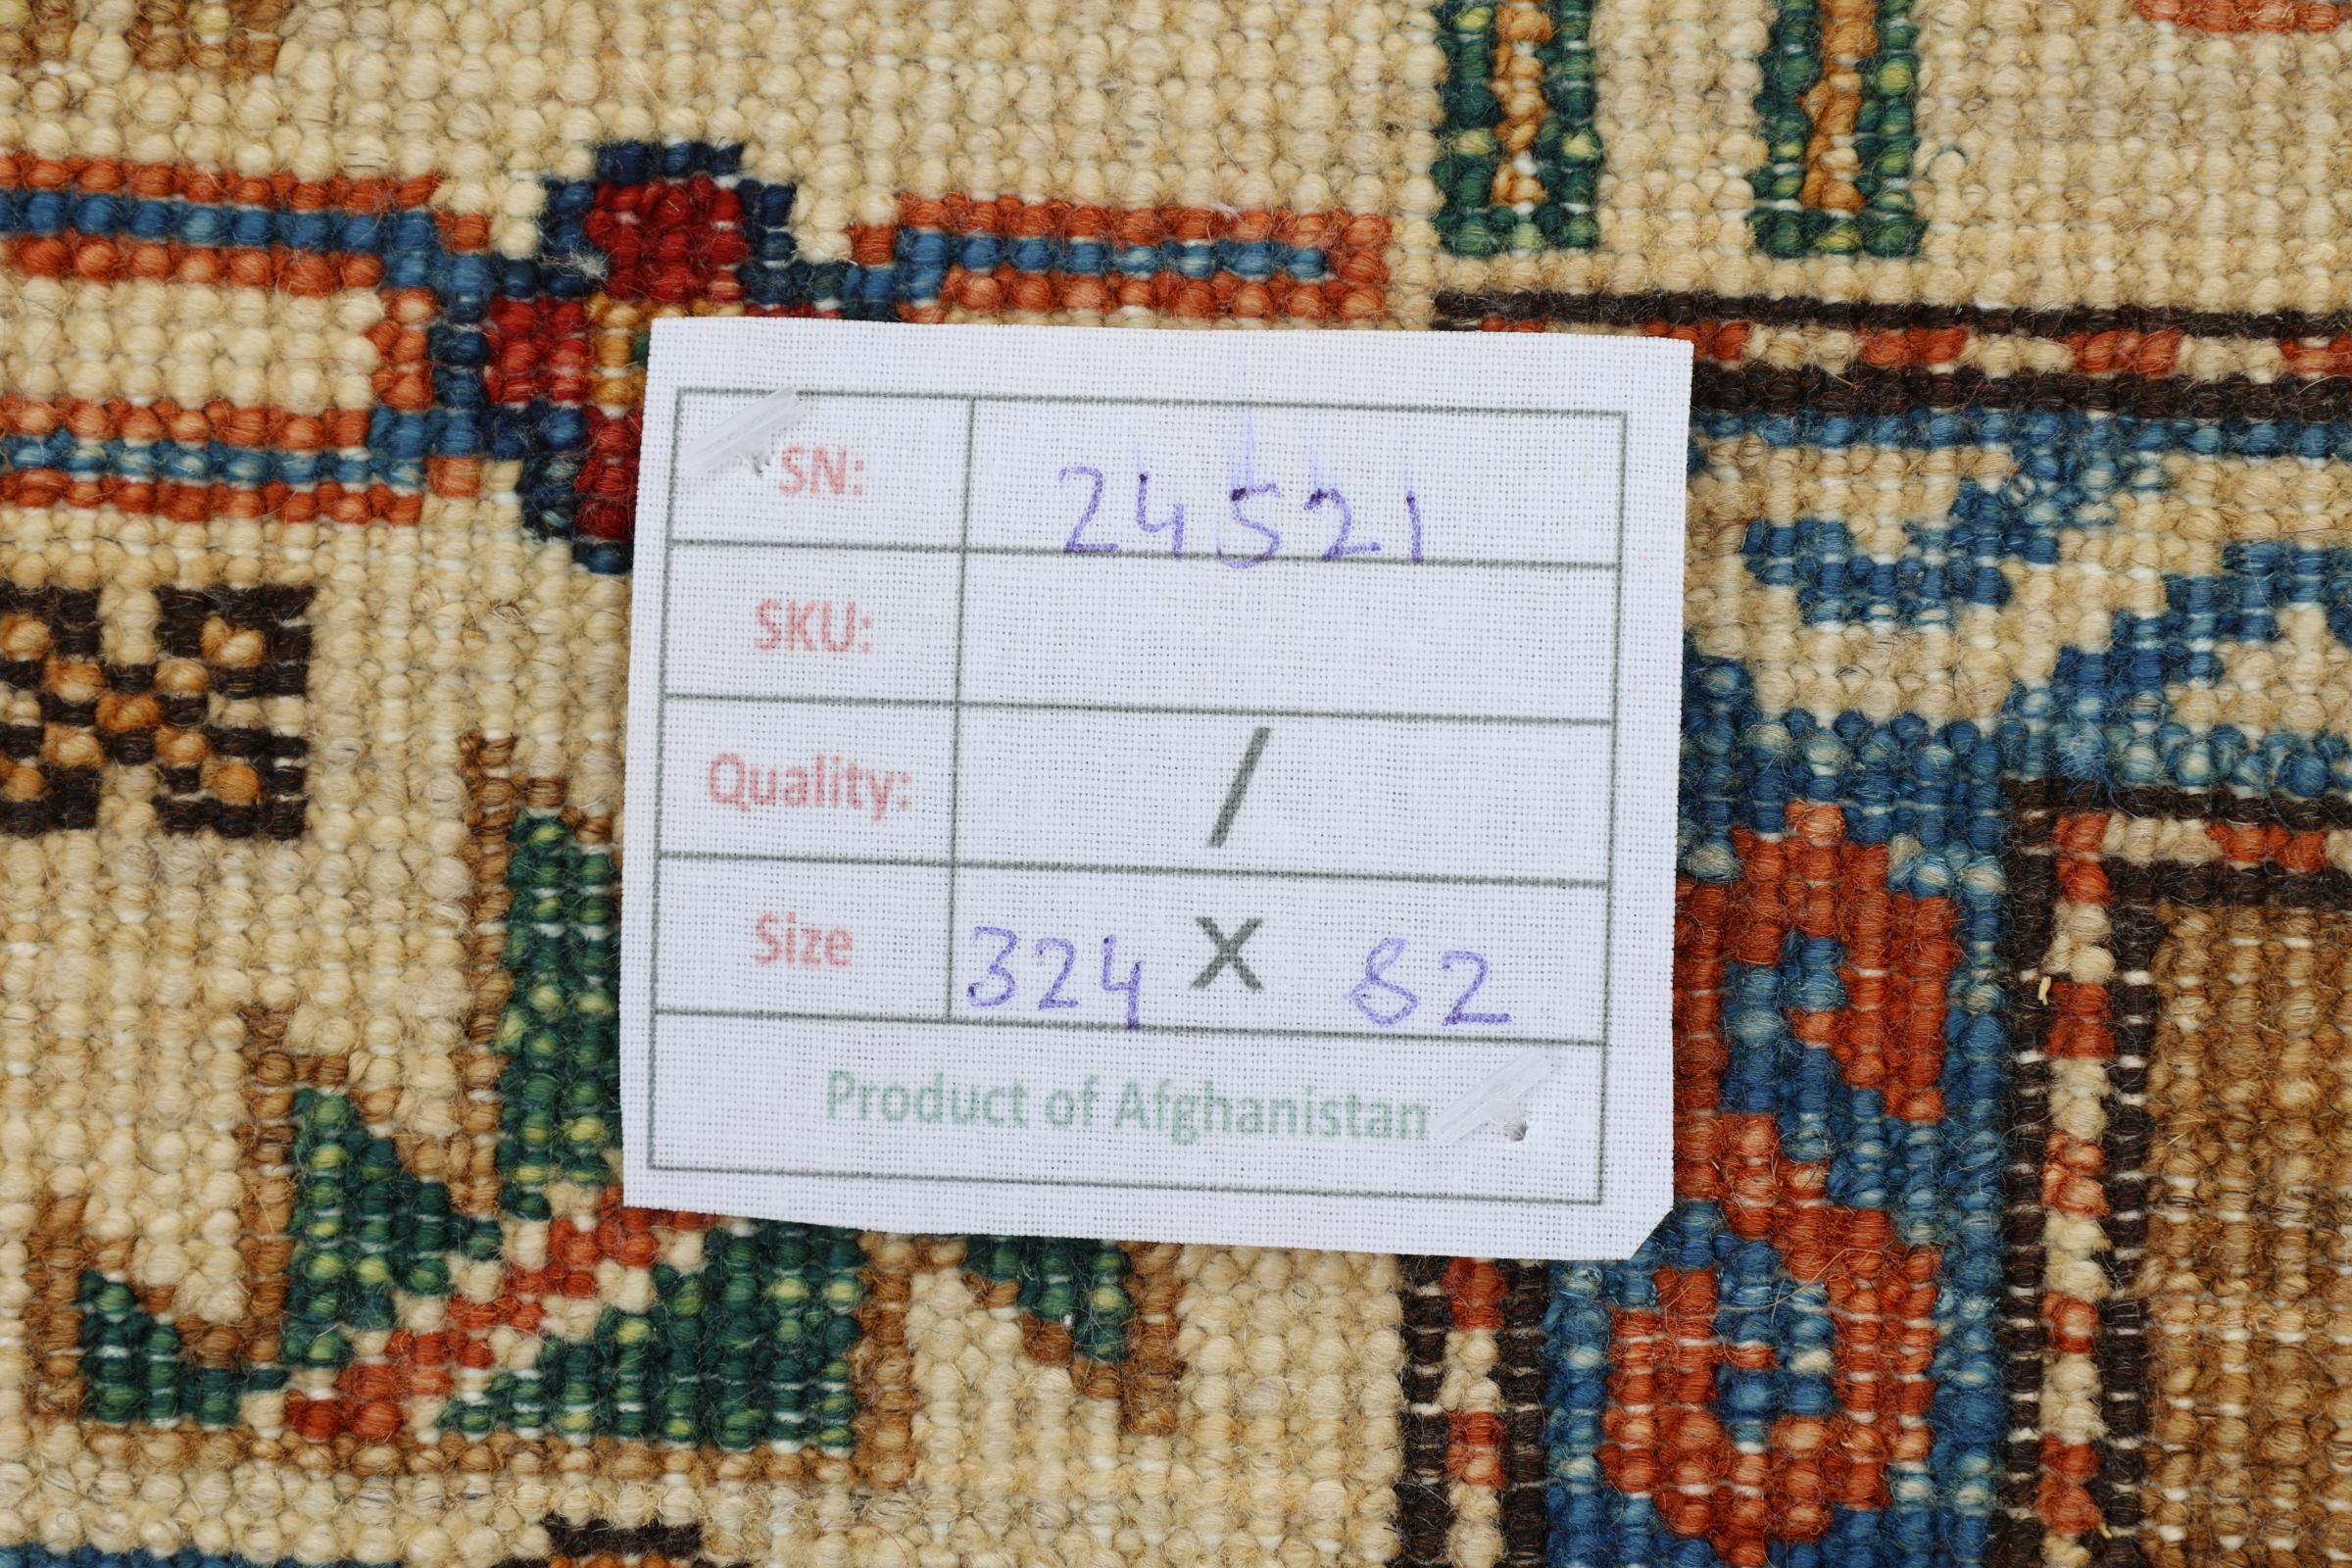 SN: 24521
SKU:
Quality: /
Size 324 X 82
Product of Afghanistan